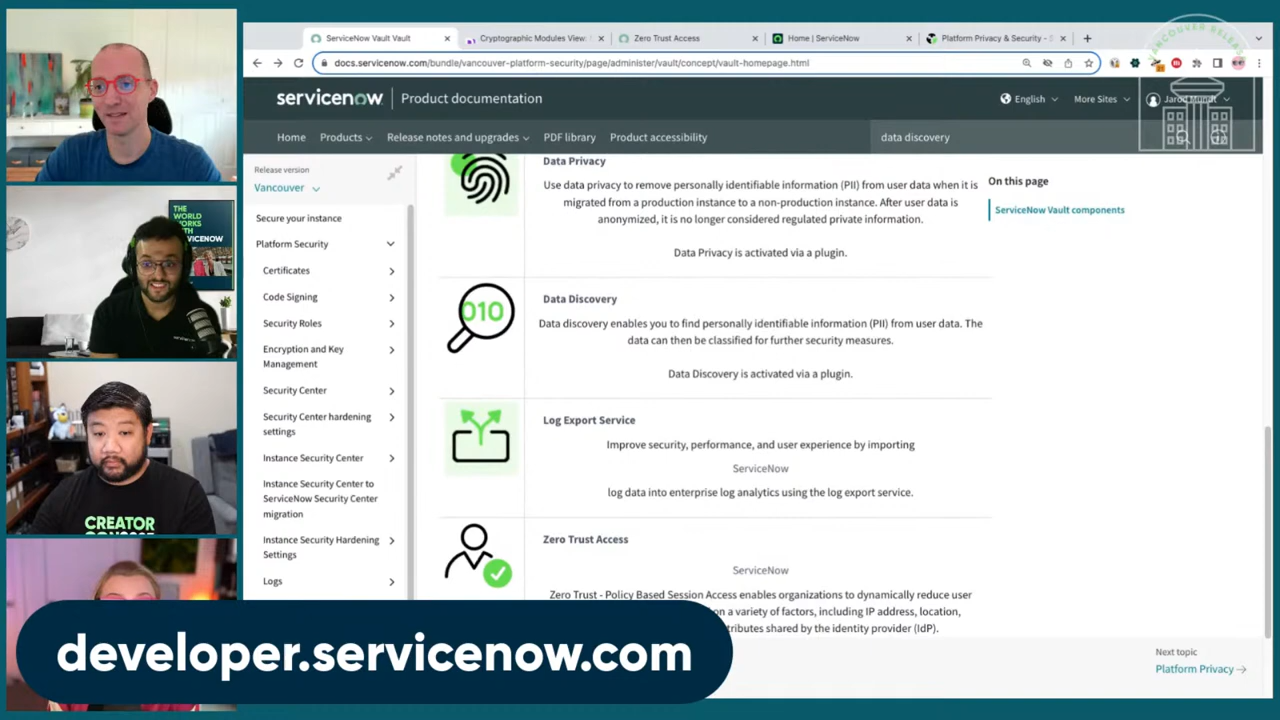 ServiceNow Vault Vault
Cryptographic Modules View
Zero Trust Access
Home | ServiceNow
Platform Privacy & Security - S
docs.servicenow.com/bundle/vancouver-platform-security/page/administer/vault/concept/vault-homepage.html
VANCOUVER RELEASE
servicenow
Product documentation
English
More Sites
Jarod Mundt
Home
Products
Release notes and upgrades
PDF library
Product accessibility
data discovery
Release version
Vancouver
Secure your instance
Platform Security
Certificates
Code Signing
Security Roles
Encryption and Key
Management
Security Center
Security Center hardening
settings
Instance Security Center
Instance Security Center to
ServiceNow Security Center
migration
Instance Security Hardening
Settings
Logs
Data Privacy
Use data privacy to remove personally identifiable information (PII) from user data when it is
migrated from a production instance to a non-production instance. After user data is
anonymized, it is no longer considered regulated private information.
Data Privacy is activated via a plugin.
010
Data Discovery
Data discovery enables you to find personally identifiable information (PII) from user data. The
data can then be classified for further security measures.
Data Discovery is activated via a plugin.
Log Export Service
Improve security, performance, and user experience by importing
ServiceNow
log data into enterprise log analytics using the log export service.
Zero Trust Access
ServiceNow
Zero Trust - Policy Based Session Access enables organizations to dynamically reduce user
on a variety of factors, including IP address, location,
tributes shared by the identity provider (IdP).
On this page
ServiceNow Vault components
Next topic
Platform Privacy
THE
WORLD
WORKS
WITH
SERVICENOW
CREATOR
developer.servicenow.com